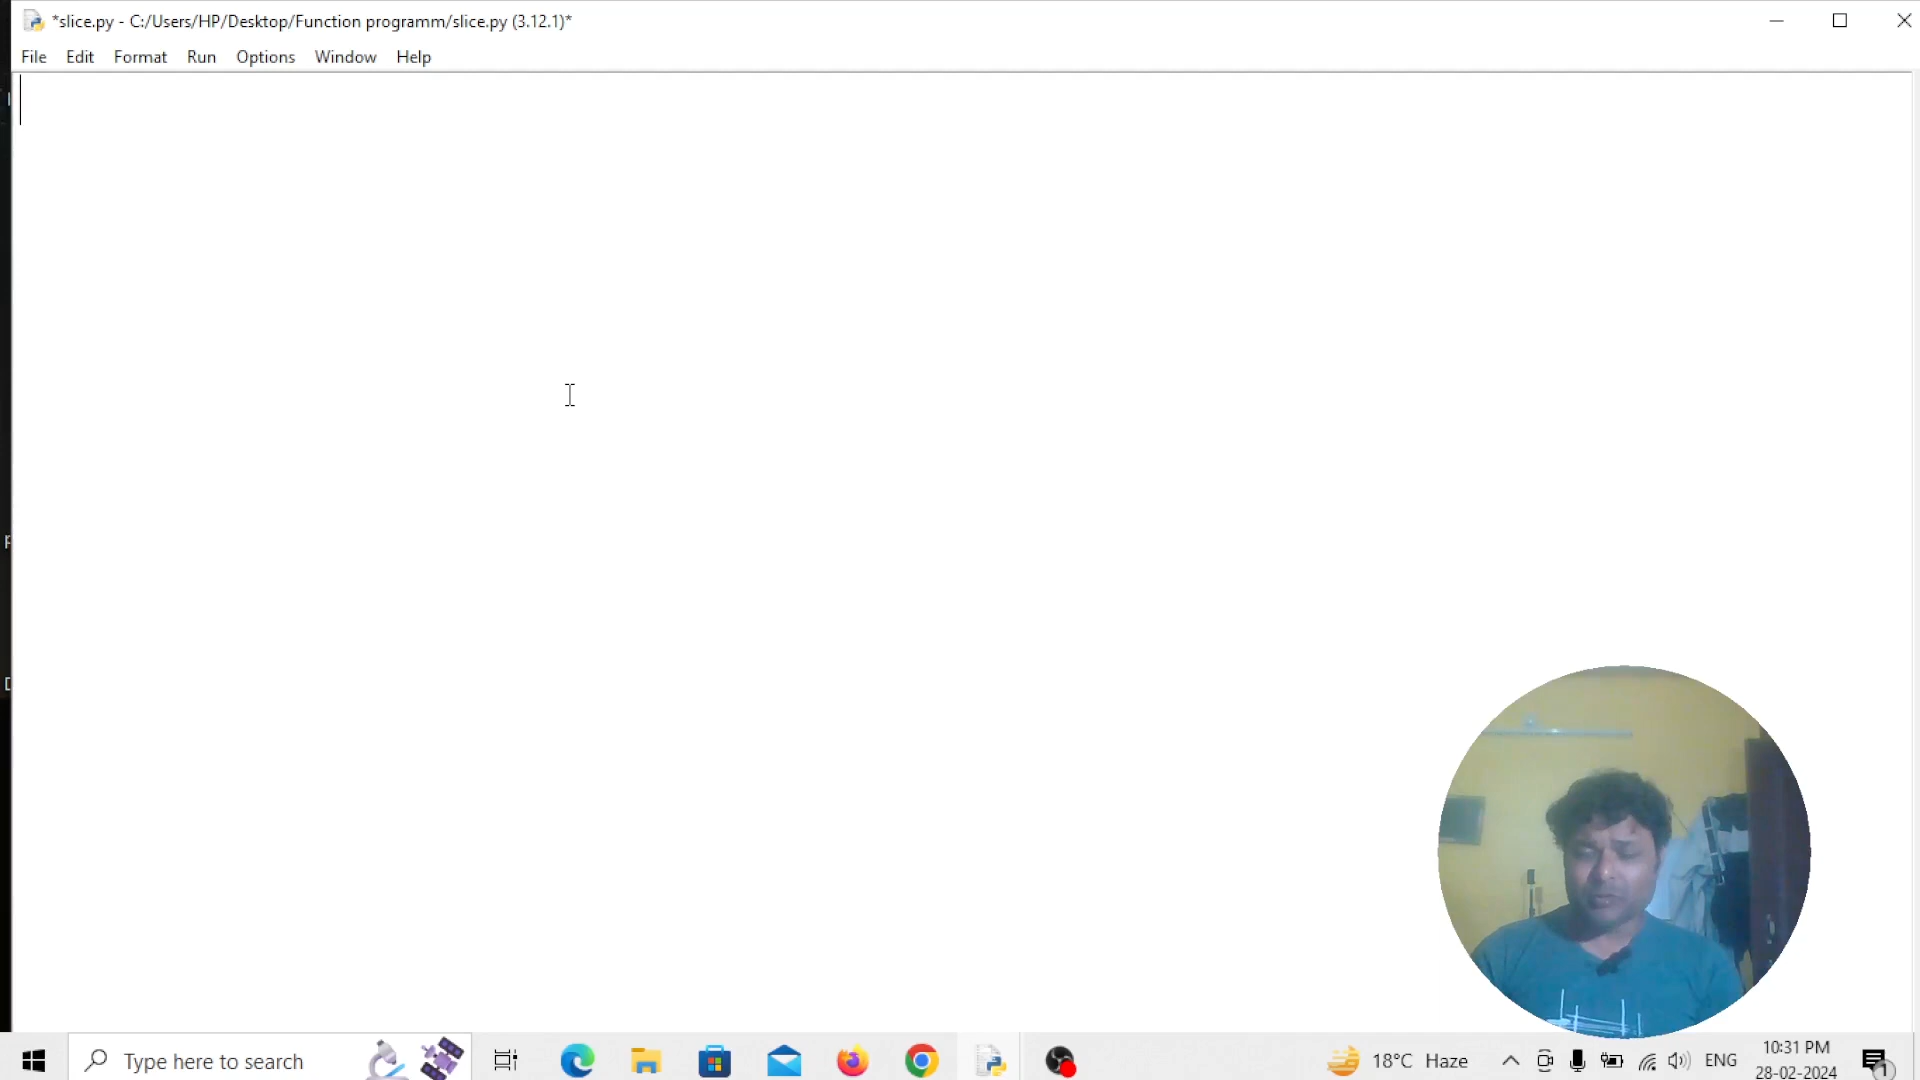 *slice.py - C:/Users/HP/Desktop/Function programm/slice.py (3.12.1)*
File Edit Format Run Options Window Help
Type here to search
18°C Haze
ENG
10:31 PM
28-02-2024
1